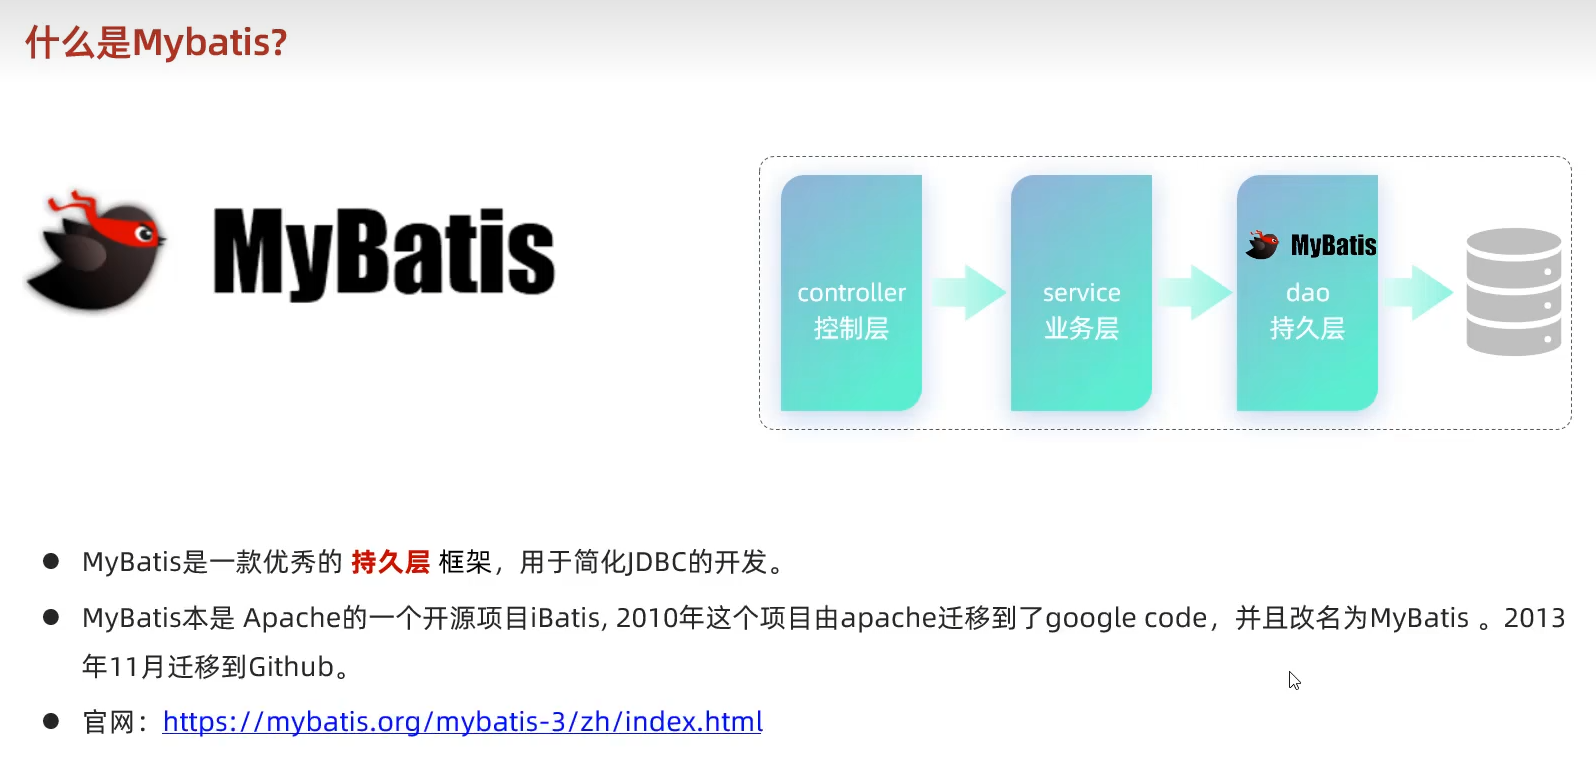 什么是Mybatis?
MyBatis
MyBatis
controller
控制层
service
业务层
dao
持久层
MyBatis是一款优秀的 持久层 框架，用于简化JDBC的开发。
MyBatis本是 Apache的一个开源项目iBatis, 2010年这个项目由apache迁移到了google code，并且改名为MyBatis 。2013
年11月迁移到Github。
官网：https://mybatis.org/mybatis-3/zh/index.html